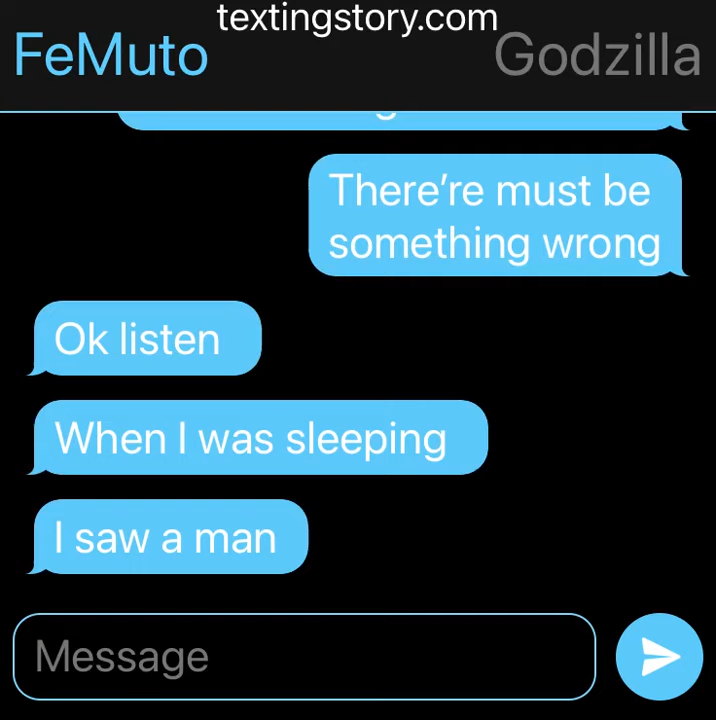 textingstory.com
FeMuto
Godzilla
There’re must be
something wrong
Ok listen
When I was sleeping
I saw a man
Message